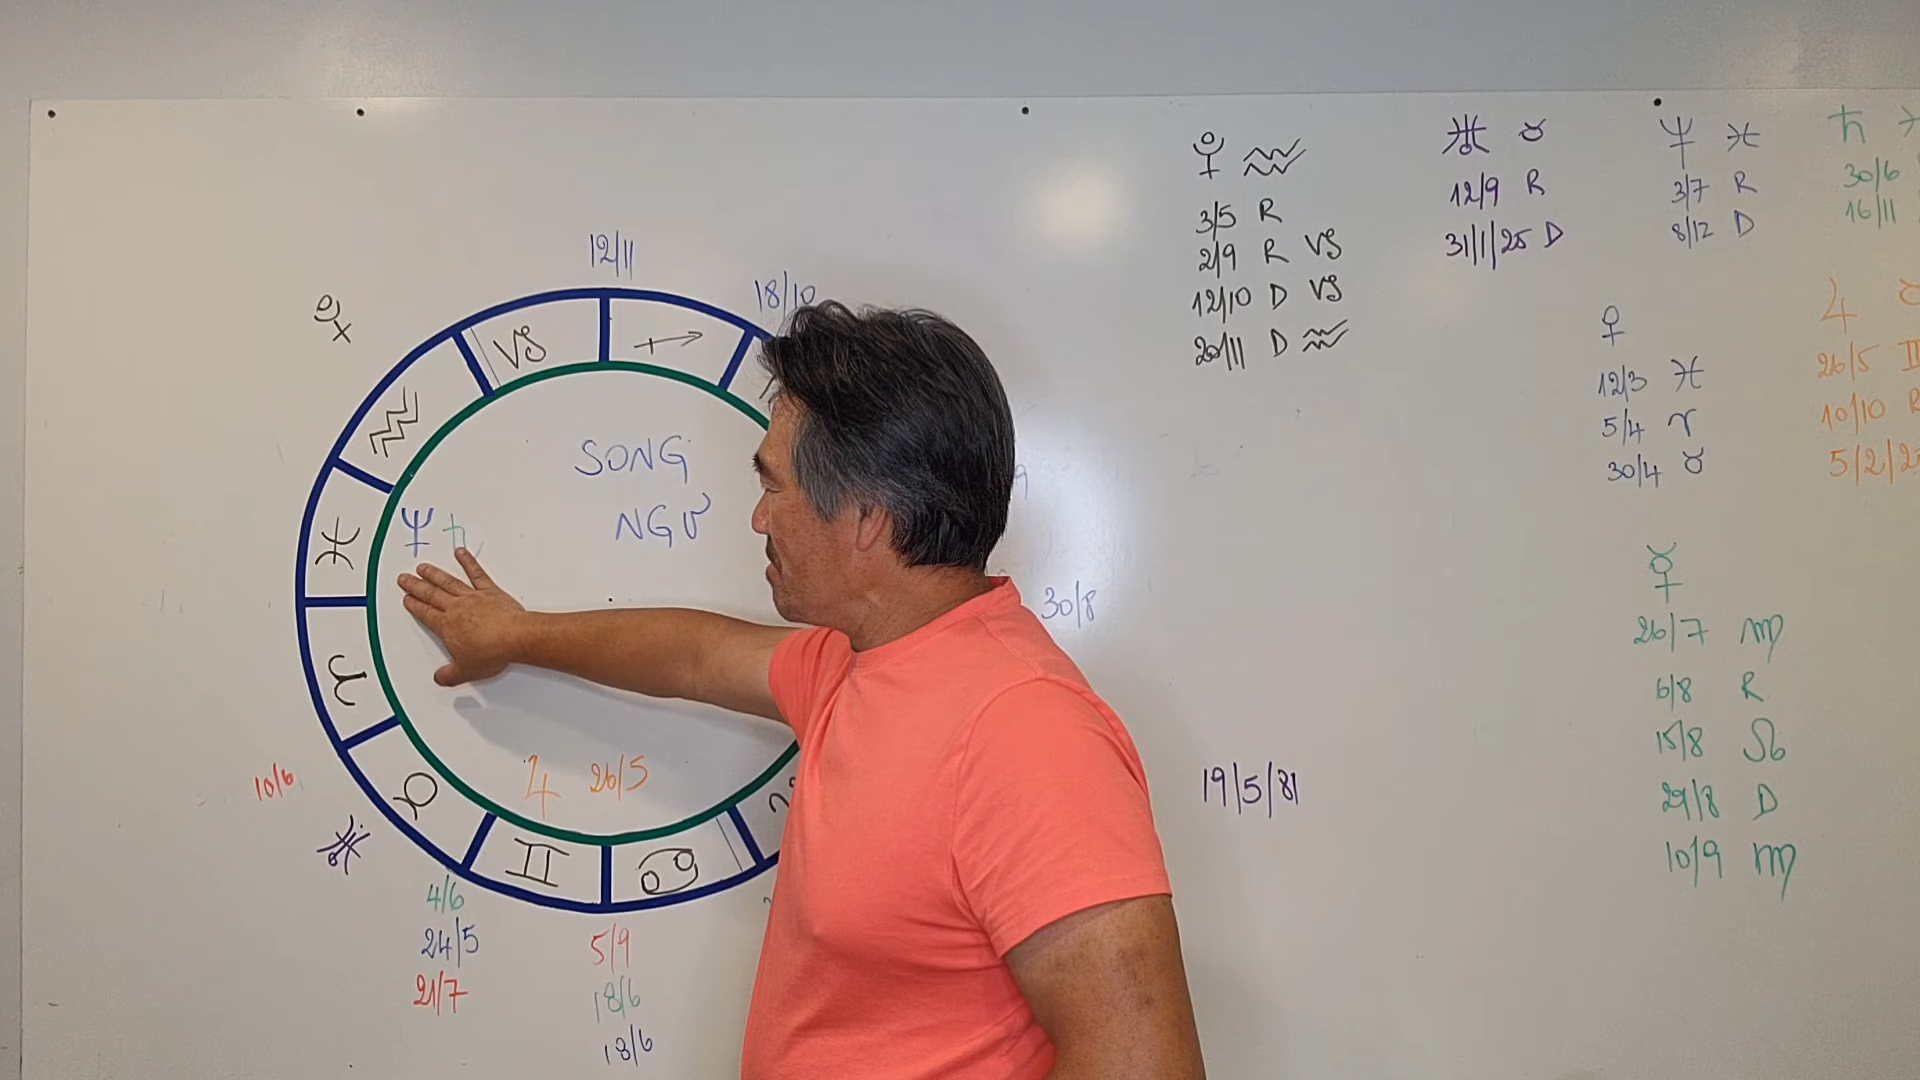 12/11
18/10
SONG
NGƯ
♆ ♄
♓
♈
♉
♊
♋
♑
♐
♒
10/6
♃ 26/5
4/6
24/5
21/7
5/9
18/6
18/6
30/8
19/5/81
♒
3/5 R
2/9 R ♑
12/10 D ♑
20/11 D ♒
♅ ♉
12/9 R
31/1/25 D
♆ ♓
3/7 R
8/12 D
♄
30/6
16/11
♀
12/3 ♓
5/4 ♈
30/4 ♉
♃
26/5 ♊
10/10 R
5/2/2
☿
26/7 ♍
6/8 R
15/8 ♌
29/8 D
10/9 ♍